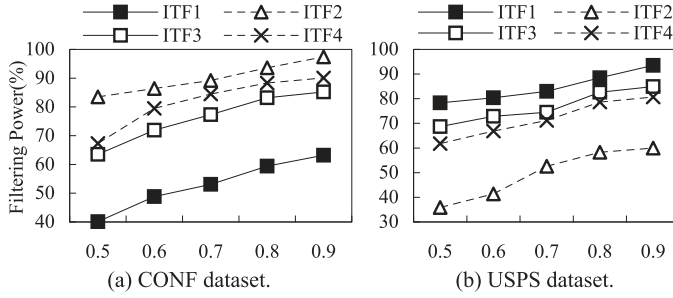 ITF1 ITF2
ITF3 ITF4
Filtering Power(%)
100
90
80
70
60
50
40
0.5 0.6 0.7 0.8 0.9
(a) CONF dataset.
ITF1 ITF2
ITF3 ITF4
100
90
80
70
60
50
40
30
0.5 0.6 0.7 0.8 0.9
(b) USPS dataset.